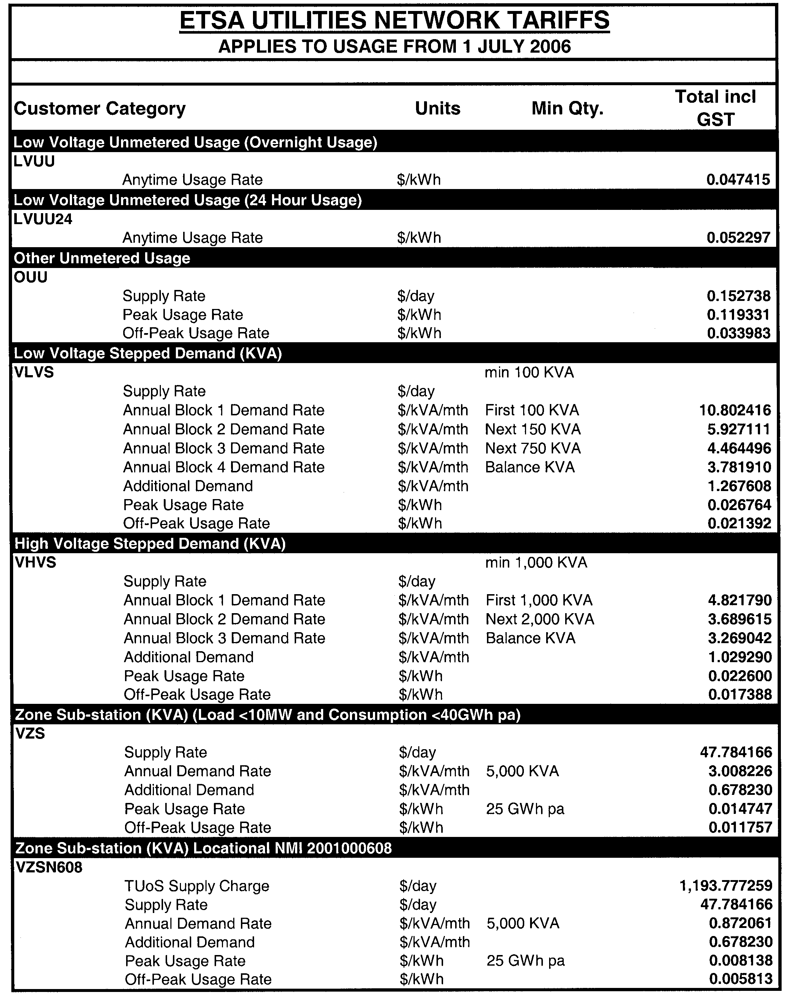 ETSA UTILITIES NETWORK TARIFFS
APPLIES TO USAGE FROM 1 JULY 2006
Customer Category Units Min Qty. Total incl GST
Low Voltage Unmetered Usage (Overnight Usage)
LVUU
Anytime Usage Rate $/kWh 0.047415
Low Voltage Unmetered Usage (24 Hour Usage)
LVUU24
Anytime Usage Rate $/kWh 0.052297
Other Unmetered Usage
OUU
Supply Rate $/day 0.152738
Peak Usage Rate $/kWh 0.119331
Off-Peak Usage Rate $/kWh 0.033983
Low Voltage Stepped Demand (KVA)
VLVS min 100 KVA
Supply Rate $/day
Annual Block 1 Demand Rate $/kVA/mth First 100 KVA 10.802416
Annual Block 2 Demand Rate $/kVA/mth Next 150 KVA 5.927111
Annual Block 3 Demand Rate $/kVA/mth Next 750 KVA 4.464496
Annual Block 4 Demand Rate $/kVA/mth Balance KVA 3.781910
Additional Demand $/kVA/mth 1.267608
Peak Usage Rate $/kWh 0.026764
Off-Peak Usage Rate $/kWh 0.021392
High Voltage Stepped Demand (KVA)
VHVS min 1,000 KVA
Supply Rate $/day
Annual Block 1 Demand Rate $/kVA/mth First 1,000 KVA 4.821790
Annual Block 2 Demand Rate $/kVA/mth Next 2,000 KVA 3.689615
Annual Block 3 Demand Rate $/kVA/mth Balance KVA 3.269042
Additional Demand $/kVA/mth 1.029290
Peak Usage Rate $/kWh 0.022600
Off-Peak Usage Rate $/kWh 0.017388
Zone Sub-station (KVA) (Load <10MW and Consumption <40GWh pa)
VZS
Supply Rate $/day 47.784166
Annual Demand Rate $/kVA/mth 5,000 KVA 3.008226
Additional Demand $/kVA/mth 0.678230
Peak Usage Rate $/kWh 25 GWh pa 0.014747
Off-Peak Usage Rate $/kWh 0.011757
Zone Sub-station (KVA) Locational NMI 2001000608
VZSN608
TUoS Supply Charge $/day 1,193.777259
Supply Rate $/day 47.784166
Annual Demand Rate $/kVA/mth 5,000 KVA 0.872061
Additional Demand $/kVA/mth 0.678230
Peak Usage Rate $/kWh 25 GWh pa 0.008138
Off-Peak Usage Rate $/kWh 0.005813